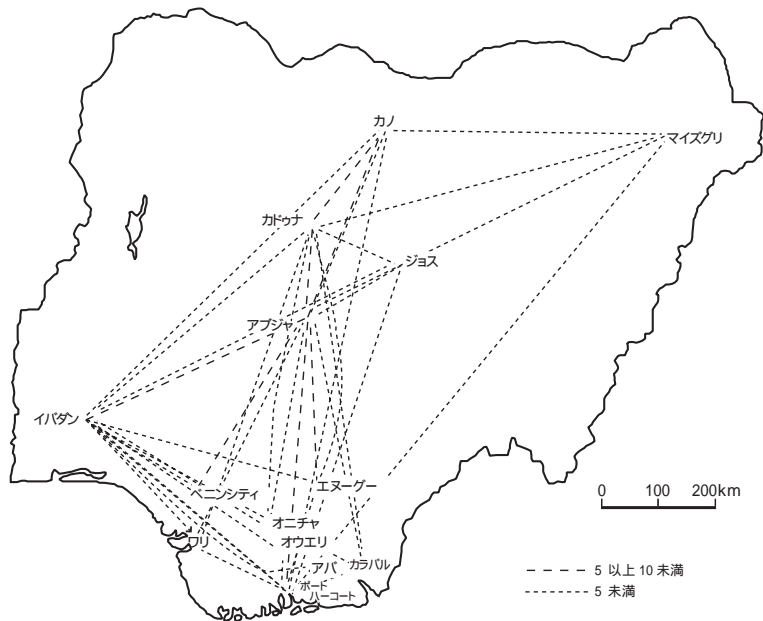 カノ
マイズグリ
カドゥナ
ジョス
アブジャ
イバダン
ベニンシティ
エヌーグー
オニチャ
ワリ
オウエリ
アバ
カラバル
ポート
ハーコート
0 100 200km
5 以上 10 未満
5 未満